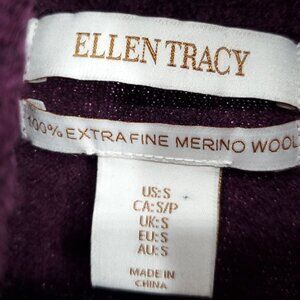 ELLEN TRACY
100% EXTRAFINE MERINO WOOL
US: S
CA: S/P
UK: S
EU: S
AU: S
MADE IN
CHINA